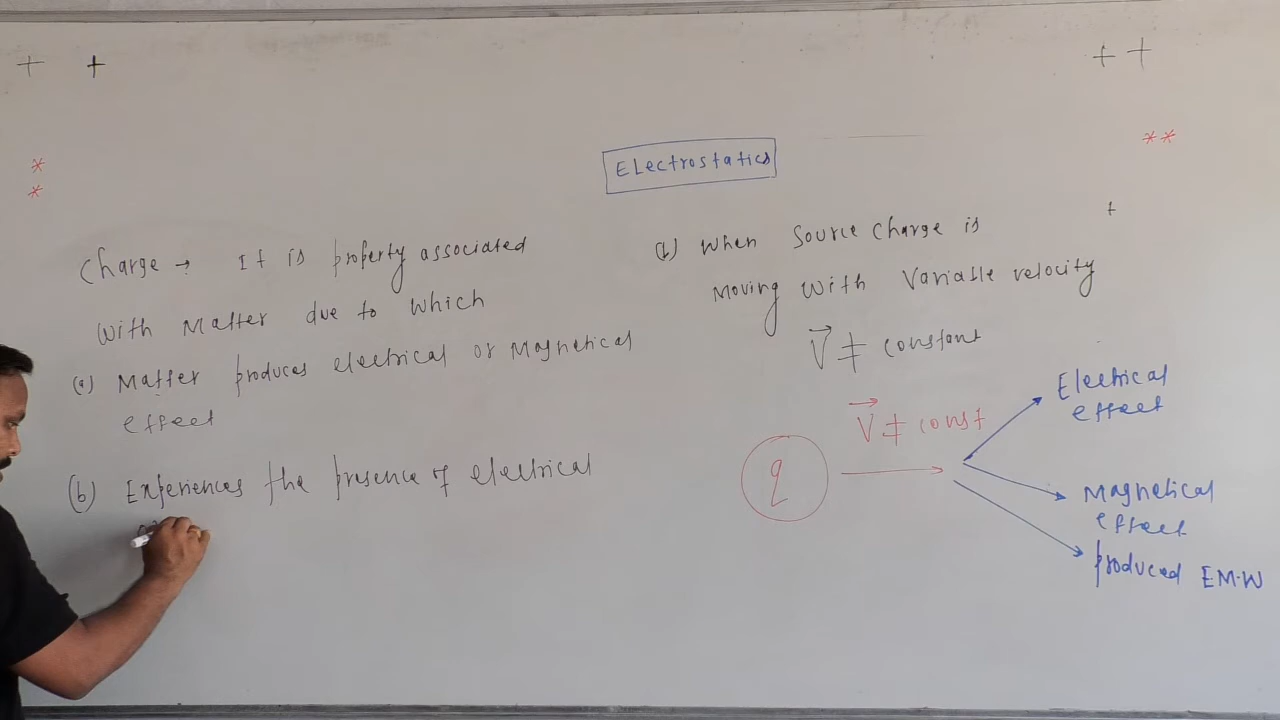 + +
+ +
*
*
**
Electrostatics
Charge → It is property associated
with Matter due to which
(a) Matter produces electrical or Magnetical
effect
(b) Experiences the presence of electrical
(b) When Source charge is
Moving with Variable velocity
V ≠ constant
V ≠ const
q
Electrical
effect
Magnetical
effect
produced E.M.W
+